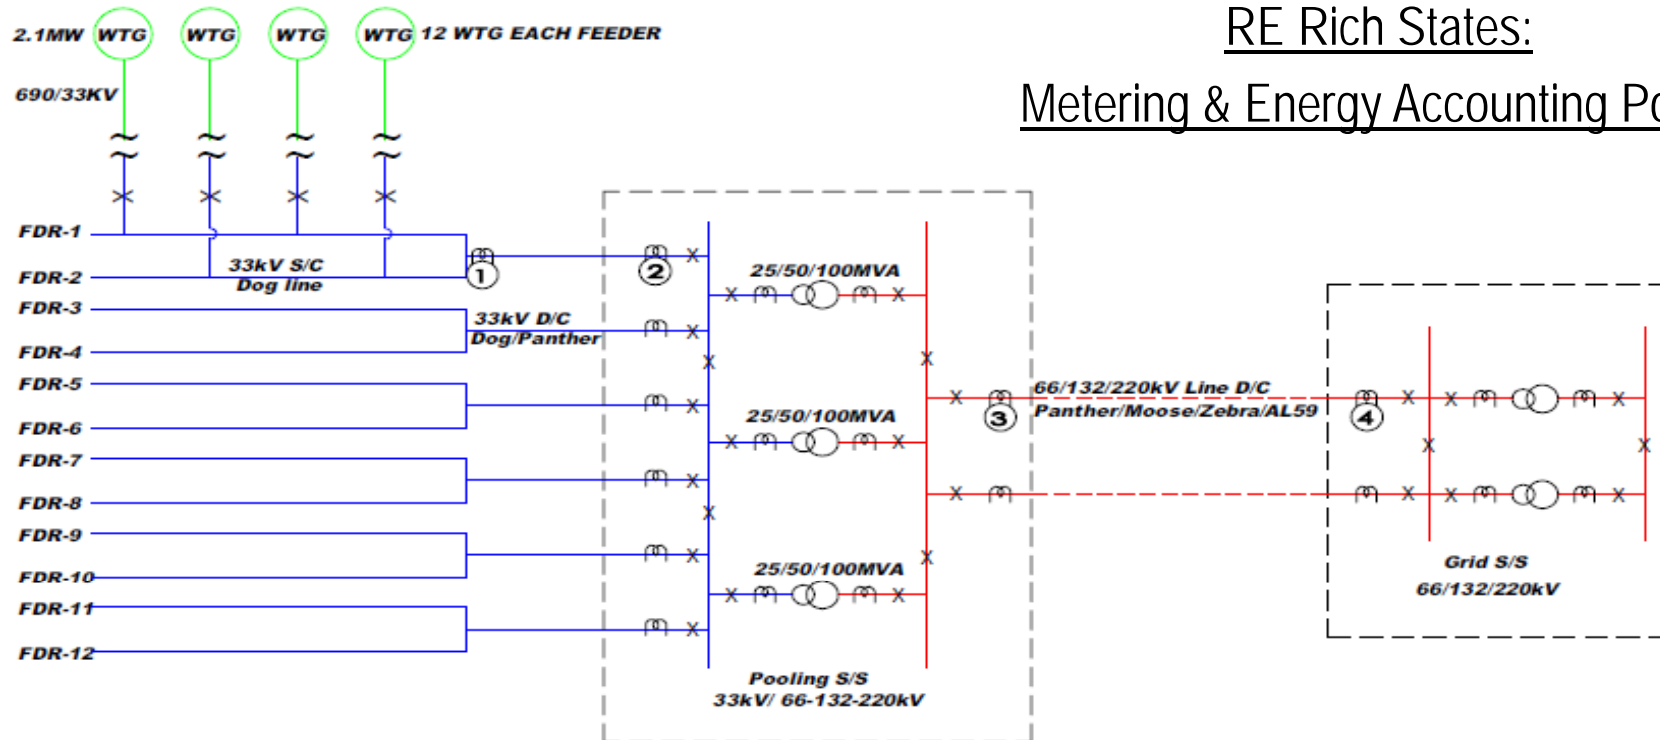 RE Rich States:
Metering & Energy Accounting Po
2.1MW WTG WTG WTG WTG 12 WTG EACH FEEDER
690/33KV
FDR-1
33kV S/C
Dog line
FDR-2
FDR-3
33kV D/C
Dog/Panther
FDR-4
FDR-5
FDR-6
FDR-7
FDR-8
FDR-9
FDR-10
FDR-11
FDR-12
1
2
25/50/100MVA
25/50/100MVA
25/50/100MVA
Pooling S/S
33kV/ 66-132-220kV
3
66/132/220kV Line D/C
Panther/Moose/Zebra/AL59
4
Grid S/S
66/132/220kV